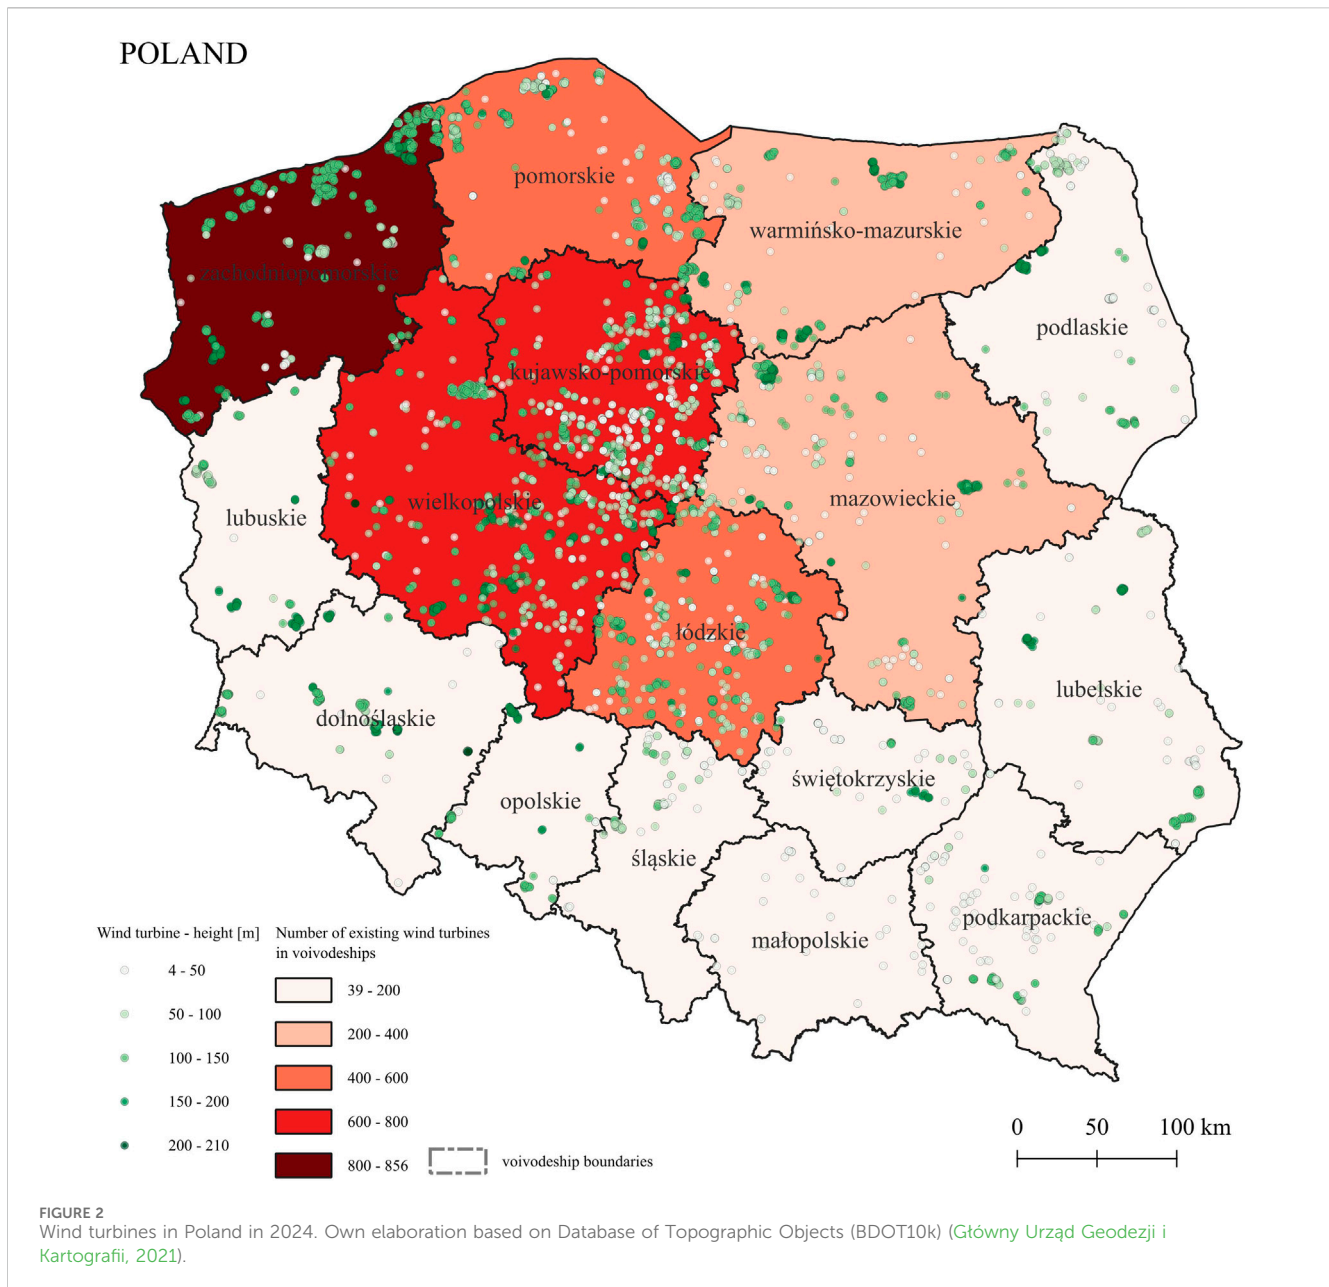 POLAND
pomorskie
warmińsko-mazurskie
zachodniopomorskie
podlaskie
kujawsko-pomorskie
mazowieckie
wielkopolskie
lubuskie
łódzkie
lubelskie
dolnośląskie
świętokrzyskie
opolskie
śląskie
podkarpackie
małopolskie
Wind turbine - height [m]
4 - 50
50 - 100
100 - 150
150 - 200
200 - 210
Number of existing wind turbines
in voivodeships
39 - 200
200 - 400
400 - 600
600 - 800
800 - 856
voivodeship boundaries
0 50 100 km
FIGURE 2
Wind turbines in Poland in 2024. Own elaboration based on Database of Topographic Objects (BDOT10k) (Główny Urząd Geodezji i
Kartografii, 2021).